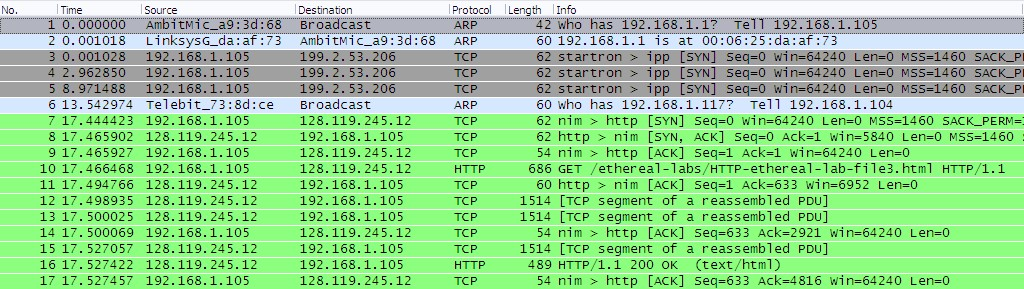 No. Time Source Destination Protocol Length Info
1 0.000000 AmbitMic_a9:3d:68 Broadcast ARP 42 Who has 192.168.1.1? Tell 192.168.1.105
2 0.001018 LinksysG_da:af:73 AmbitMic_a9:3d:68 ARP 60 192.168.1.1 is at 00:06:25:da:af:73
3 0.001028 192.168.1.105 199.2.53.206 TCP 62 startron > ipp [SYN] Seq=0 Win=64240 Len=0 MSS=1460 SACK_P
4 2.962850 192.168.1.105 199.2.53.206 TCP 62 startron > ipp [SYN] Seq=0 Win=64240 Len=0 MSS=1460 SACK_P
5 8.971488 192.168.1.105 199.2.53.206 TCP 62 startron > ipp [SYN] Seq=0 Win=64240 Len=0 MSS=1460 SACK_P
6 13.542974 Telebit_73:8d:ce Broadcast ARP 60 Who has 192.168.1.117? Tell 192.168.1.104
7 17.444423 192.168.1.105 128.119.245.12 TCP 62 nim > http [SYN] Seq=0 Win=64240 Len=0 MSS=1460 SACK_PERM=
8 17.465902 128.119.245.12 192.168.1.105 TCP 62 http > nim [SYN, ACK] Seq=0 Ack=1 Win=5840 Len=0 MSS=1460
9 17.465927 192.168.1.105 128.119.245.12 TCP 54 nim > http [ACK] Seq=1 Ack=1 Win=64240 Len=0
10 17.466468 192.168.1.105 128.119.245.12 HTTP 686 GET /ethereal-labs/HTTP-ethereal-lab-file3.html HTTP/1.1
11 17.494766 128.119.245.12 192.168.1.105 TCP 60 http > nim [ACK] Seq=1 Ack=633 Win=6952 Len=0
12 17.498935 128.119.245.12 192.168.1.105 TCP 1514 [TCP segment of a reassembled PDU]
13 17.500025 128.119.245.12 192.168.1.105 TCP 1514 [TCP segment of a reassembled PDU]
14 17.500069 192.168.1.105 128.119.245.12 TCP 54 nim > http [ACK] Seq=633 Ack=2921 Win=64240 Len=0
15 17.527057 128.119.245.12 192.168.1.105 TCP 1514 [TCP segment of a reassembled PDU]
16 17.527422 128.119.245.12 192.168.1.105 HTTP 489 HTTP/1.1 200 OK (text/html)
17 17.527457 192.168.1.105 128.119.245.12 TCP 54 nim > http [ACK] Seq=633 Ack=4816 Win=64240 Len=0